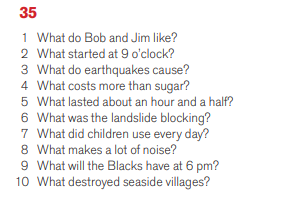 35
1 What do Bob and Jim like?
2 What started at 9 o'clock?
3 What do earthquakes cause?
4 What costs more than sugar?
5 What lasted about an hour and a half?
6 What was the landslide blocking?
7 What did children use every day?
8 What makes a lot of noise?
9 What will the Blacks have at 6 pm?
10 What destroyed seaside villages?